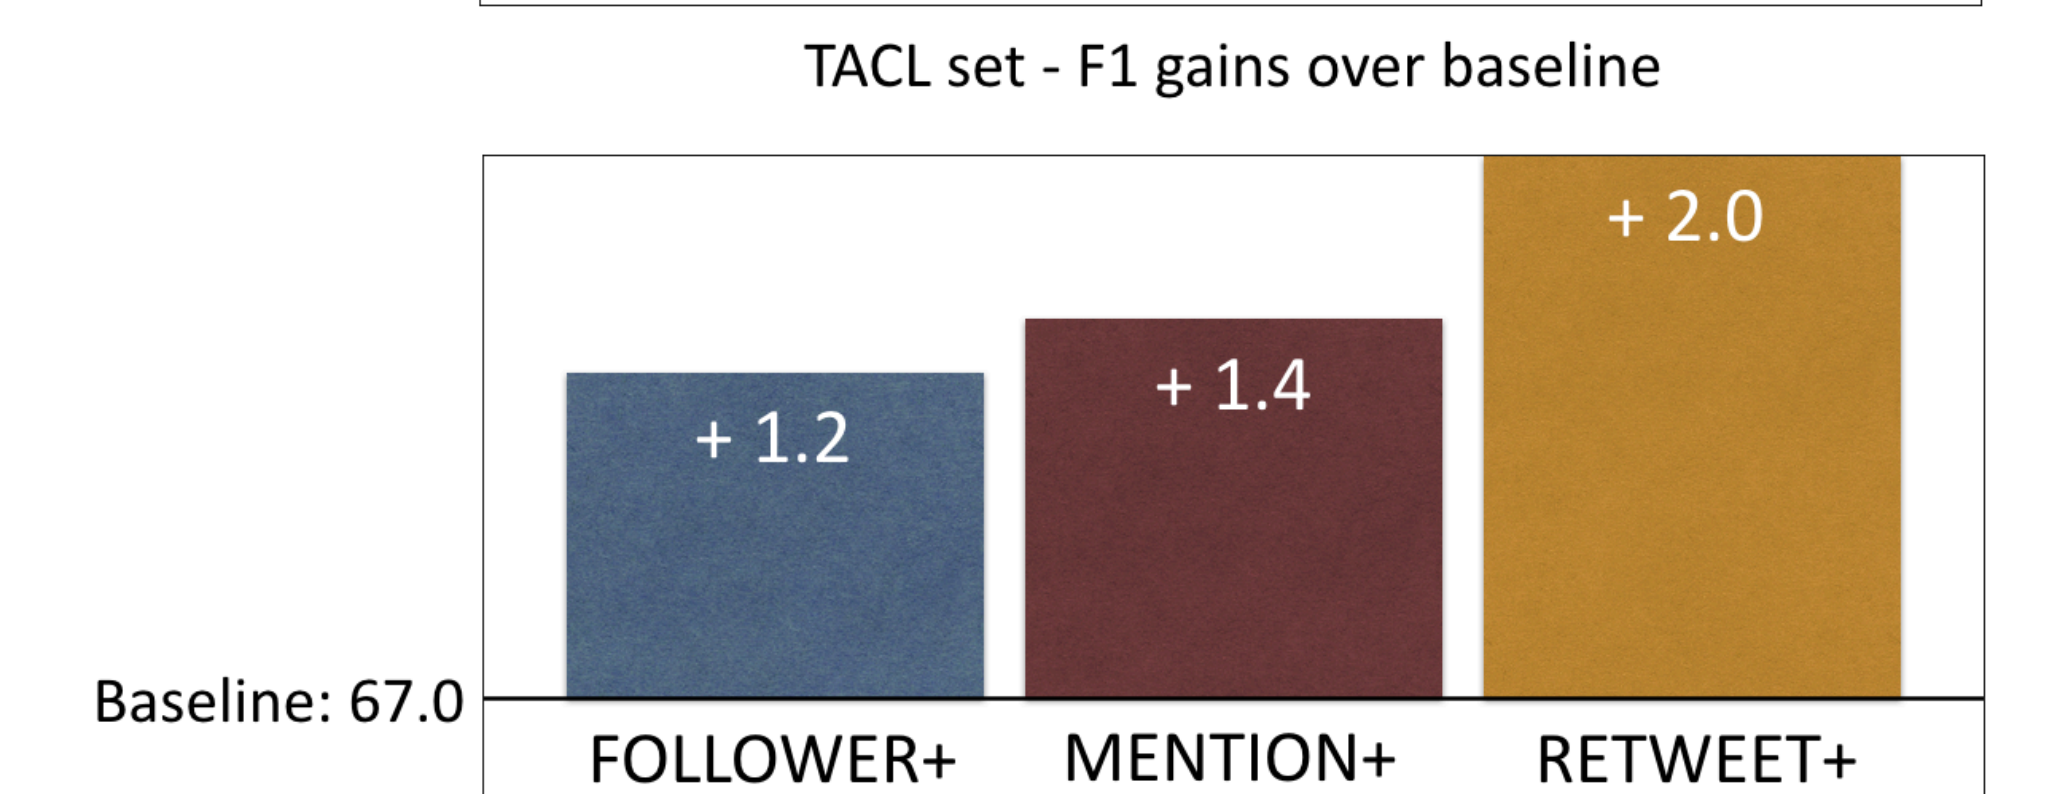 TACL set - F1 gains over baseline
+ 2.0
+ 1.4
+ 1.2
Baseline: 67.0
FOLLOWER+ MENTION+ RETWEET+